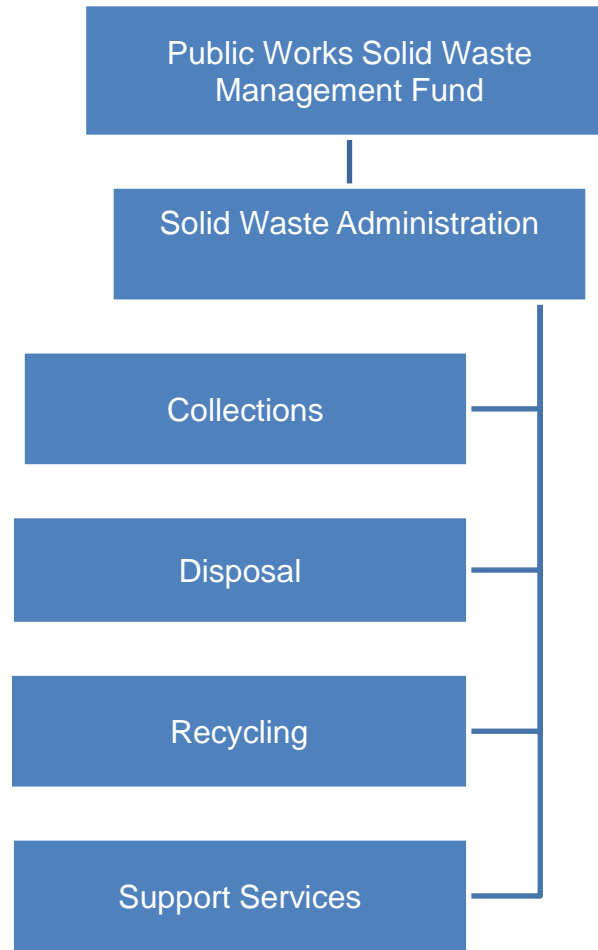 Public Works Solid Waste
Management Fund
Solid Waste Administration
Collections
Disposal
Recycling
Support Services